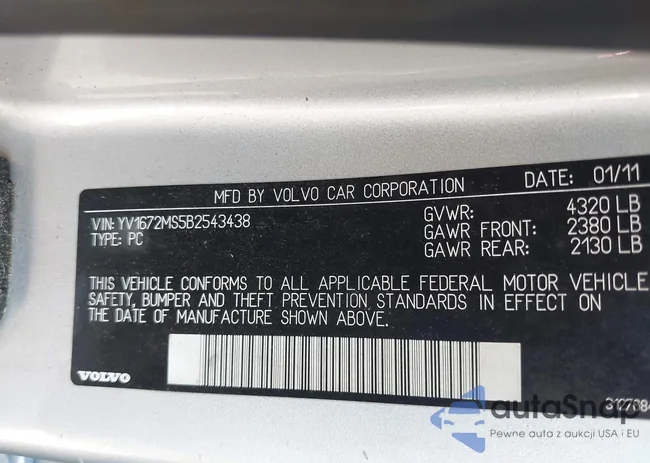 MFD BY VOLVO CAR CORPORATION DATE: 01/11
VIN: YV1672MS5B2543438 GVWR: 4320 LB
TYPE: PC GAWR FRONT: 2380 LB
GAWR REAR: 2130 LB
THIS VEHICLE CONFORMS TO ALL APPLICABLE FEDERAL MOTOR VEHICLE
SAFETY, BUMPER AND THEFT PREVENTION STANDARDS IN EFFECT ON
THE DATE OF MANUFACTURE SHOWN ABOVE.
VOLVO
autoSnap
Pewne auta z aukcji USA i EU